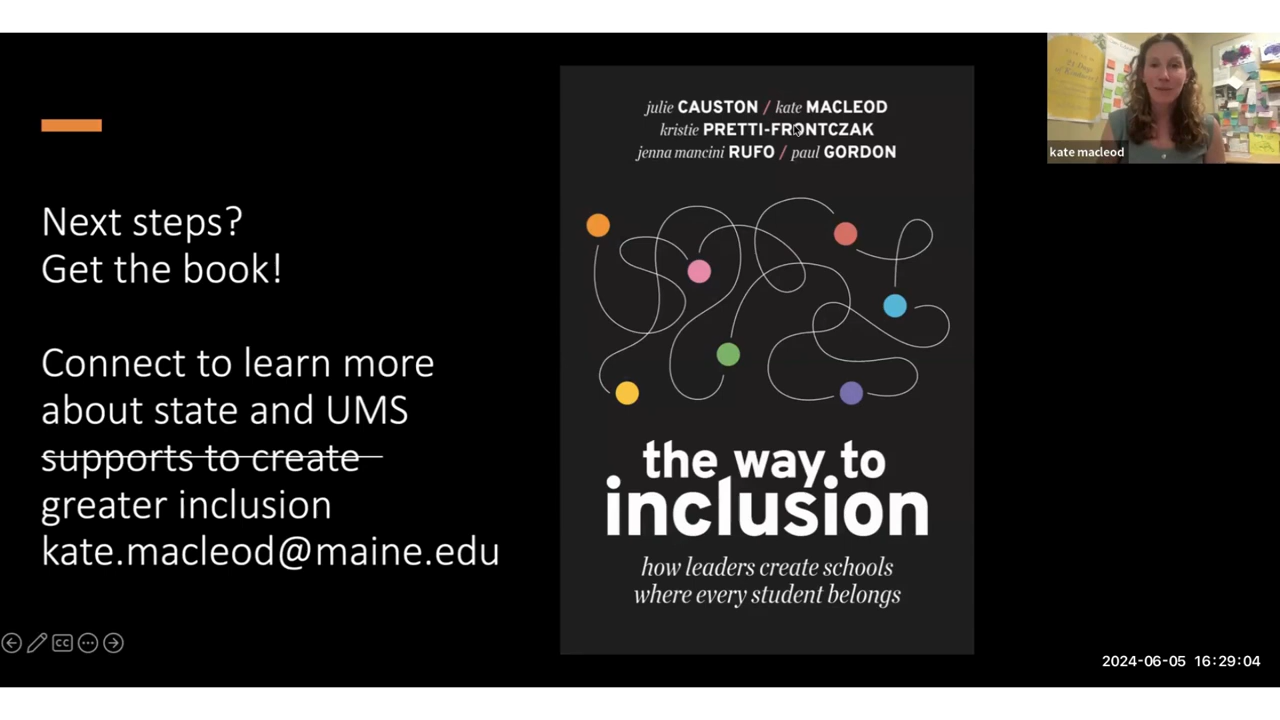 Next steps?
Get the book!
Connect to learn more
about state and UMS
supports to create
greater inclusion
kate.macleod@maine.edu
julie CAUSTON / kate MACLEOD
kristie PRETTI-FRONTCZAK
jenna mancini RUFO / paul GORDON
the way to
inclusion
how leaders create schools
where every student belongs
kate macleod
CC
2024-06-05 16:29:04